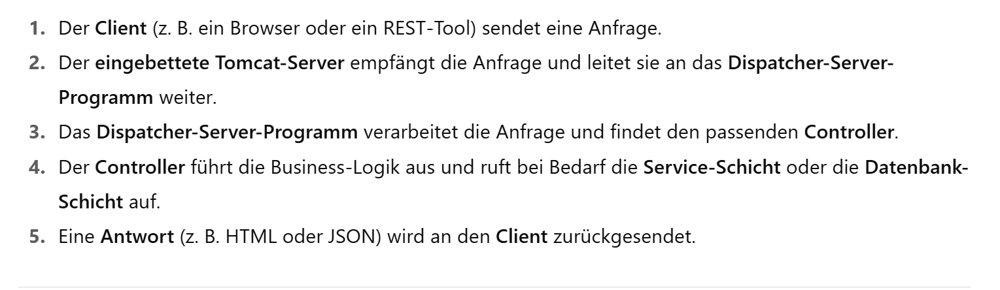 1. Der Client (z. B. ein Browser oder ein REST-Tool) sendet eine Anfrage.
2. Der eingebettete Tomcat-Server empfängt die Anfrage und leitet sie an das Dispatcher-Server-
Programm weiter.
3. Das Dispatcher-Server-Programm verarbeitet die Anfrage und findet den passenden Controller.
4. Der Controller führt die Business-Logik aus und ruft bei Bedarf die Service-Schicht oder die Datenbank-
Schicht auf.
5. Eine Antwort (z. B. HTML oder JSON) wird an den Client zurückgesendet.